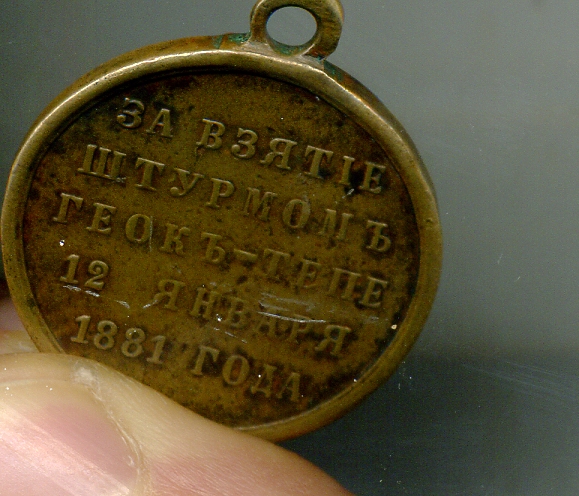 ЗА ВЗЯТІЕ
ШТУРМОМЪ
ГЕОКЪ-ТЕПЕ
12 ЯНВАРЯ
1881 ГОДА